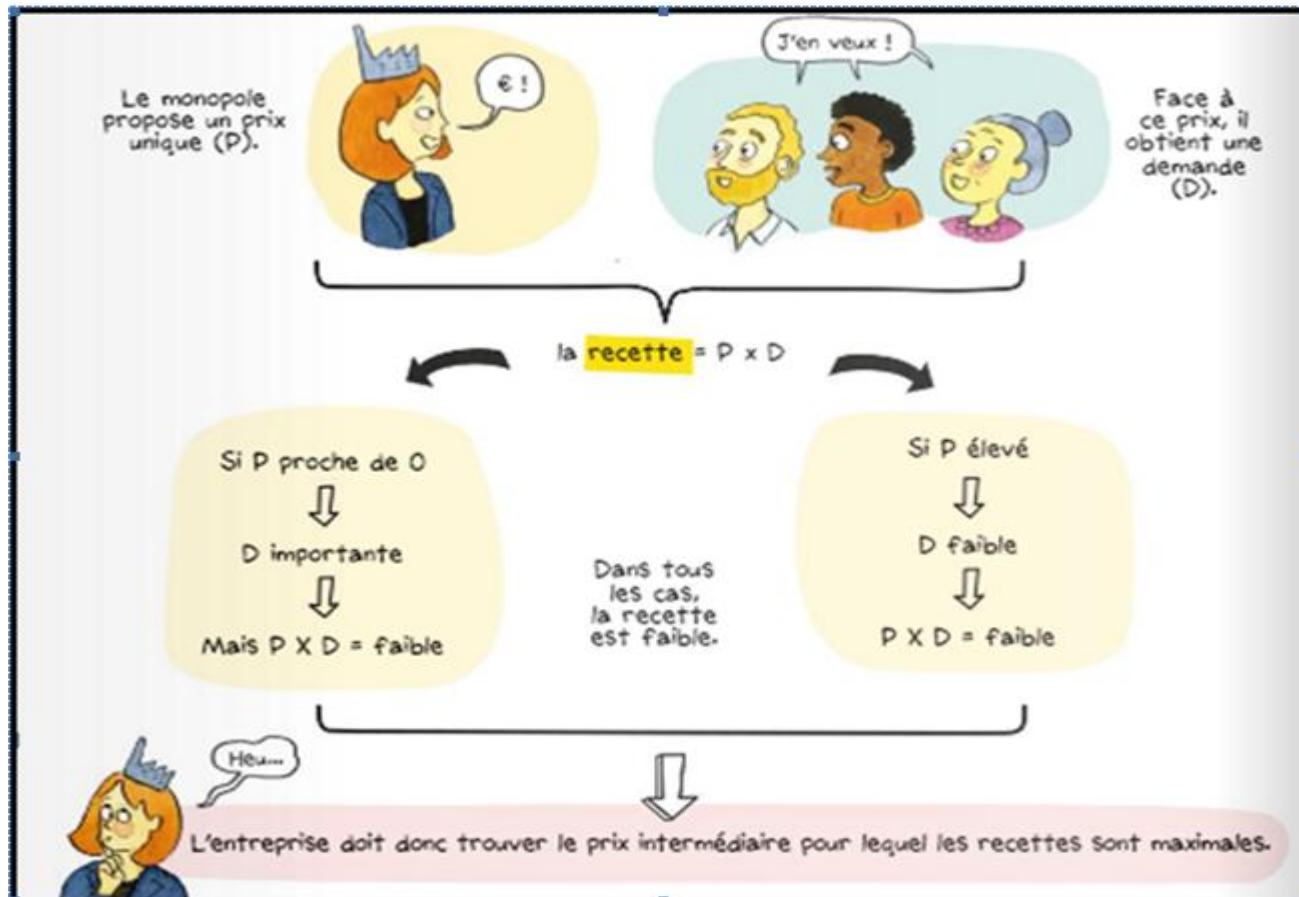 Le monopole
propose un prix
unique (P).
€ !
J'en veux !
Face à
ce prix, il
obtient une
demande
(D).
la recette = P x D
Si P proche de 0
D importante
Mais P X D = faible
Dans tous
les cas,
la recette
est faible.
Si P élevé
D faible
P X D = faible
Heu...
L'entreprise doit donc trouver le prix intermédiaire pour lequel les recettes sont maximales.